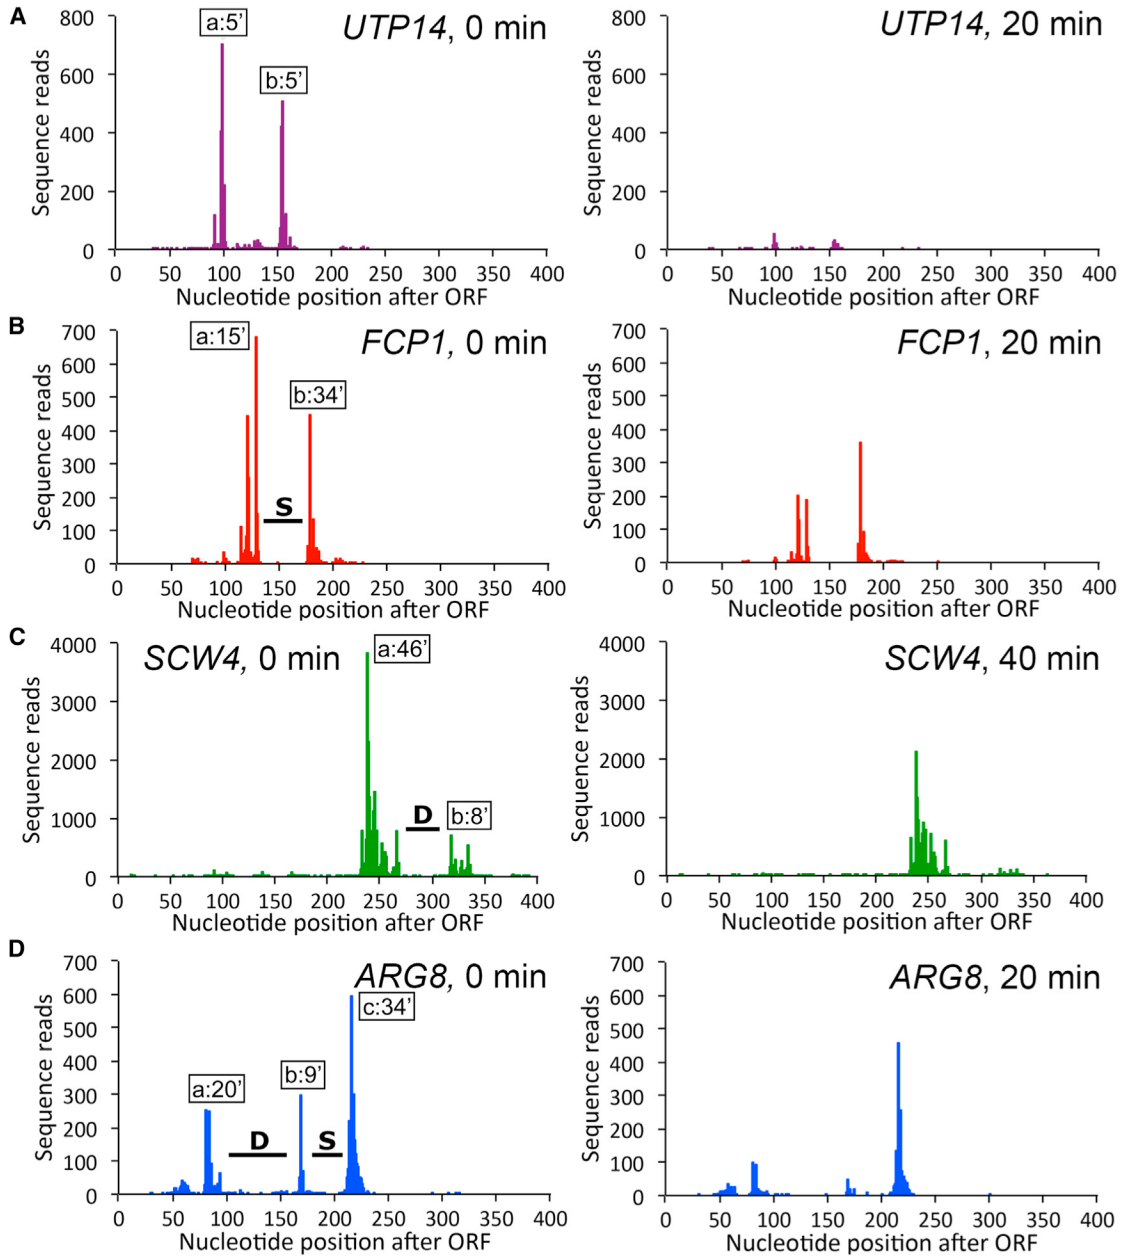 A
UTP14, 0 min
a:5'
b:5'
Sequence reads
800
600
400
200
0
0 50 100 150 200 250 300 350 400
Nucleotide position after ORF
UTP14, 20 min
Sequence reads
800
600
400
200
0
0 50 100 150 200 250 300 350 400
Nucleotide position after ORF
B
FCP1, 0 min
a:15'
b:34'
S
Sequence reads
700
600
500
400
300
200
100
0
0 50 100 150 200 250 300 350 400
Nucleotide position after ORF
FCP1, 20 min
Sequence reads
700
600
500
400
300
200
100
0
0 50 100 150 200 250 300 350 400
Nucleotide position after ORF
C
SCW4, 0 min
a:46'
D
b:8'
Sequence reads
4000
3000
2000
1000
0
0 50 100 150 200 250 300 350 400
Nucleotide position after ORF
SCW4, 40 min
Sequence reads
4000
3000
2000
1000
0
0 50 100 150 200 250 300 350 400
Nucleotide position after ORF
D
ARG8, 0 min
c:34'
a:20'
b:9'
D
S
Sequence reads
700
600
500
400
300
200
100
0
0 50 100 150 200 250 300 350 400
Nucleotide position after ORF
ARG8, 20 min
Sequence reads
700
600
500
400
300
200
100
0
0 50 100 150 200 250 300 350 400
Nucleotide position after ORF